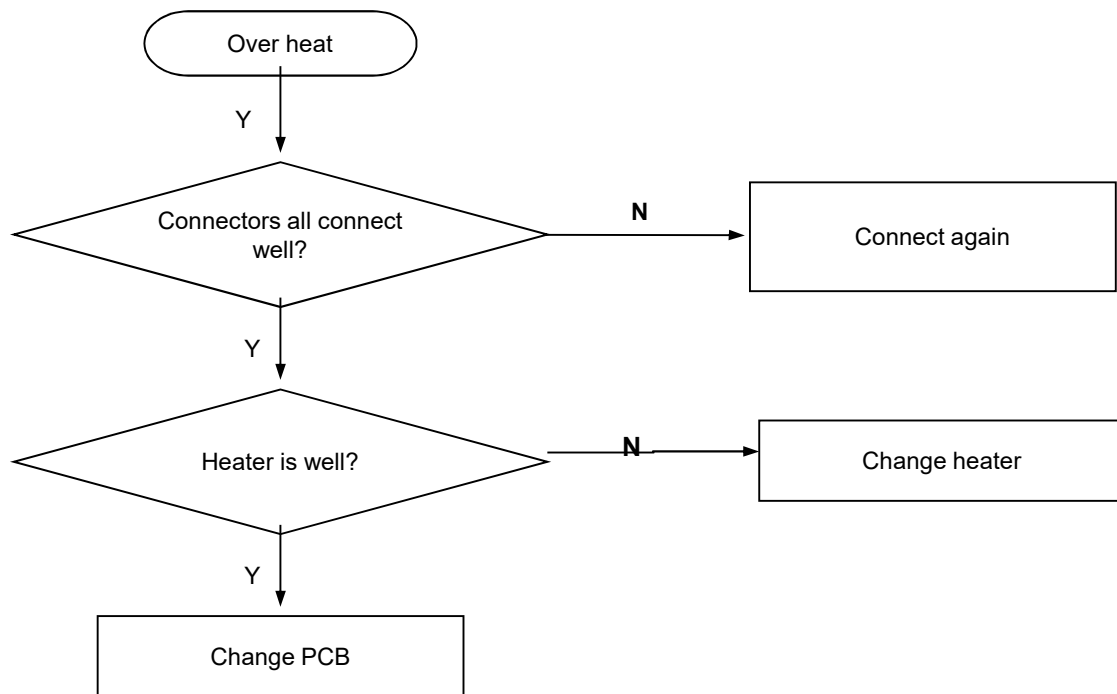 Over heat
Y
Connectors all connect
well?
N
Connect again
Y
Heater is well?
N
Change heater
Y
Change PCB